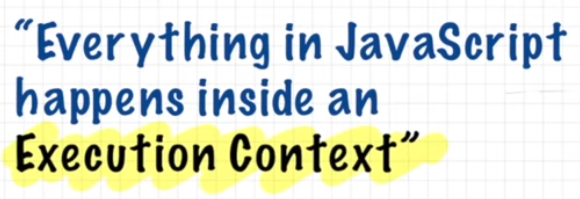 “Everything in JavaScript
happens inside an
Execution Context”